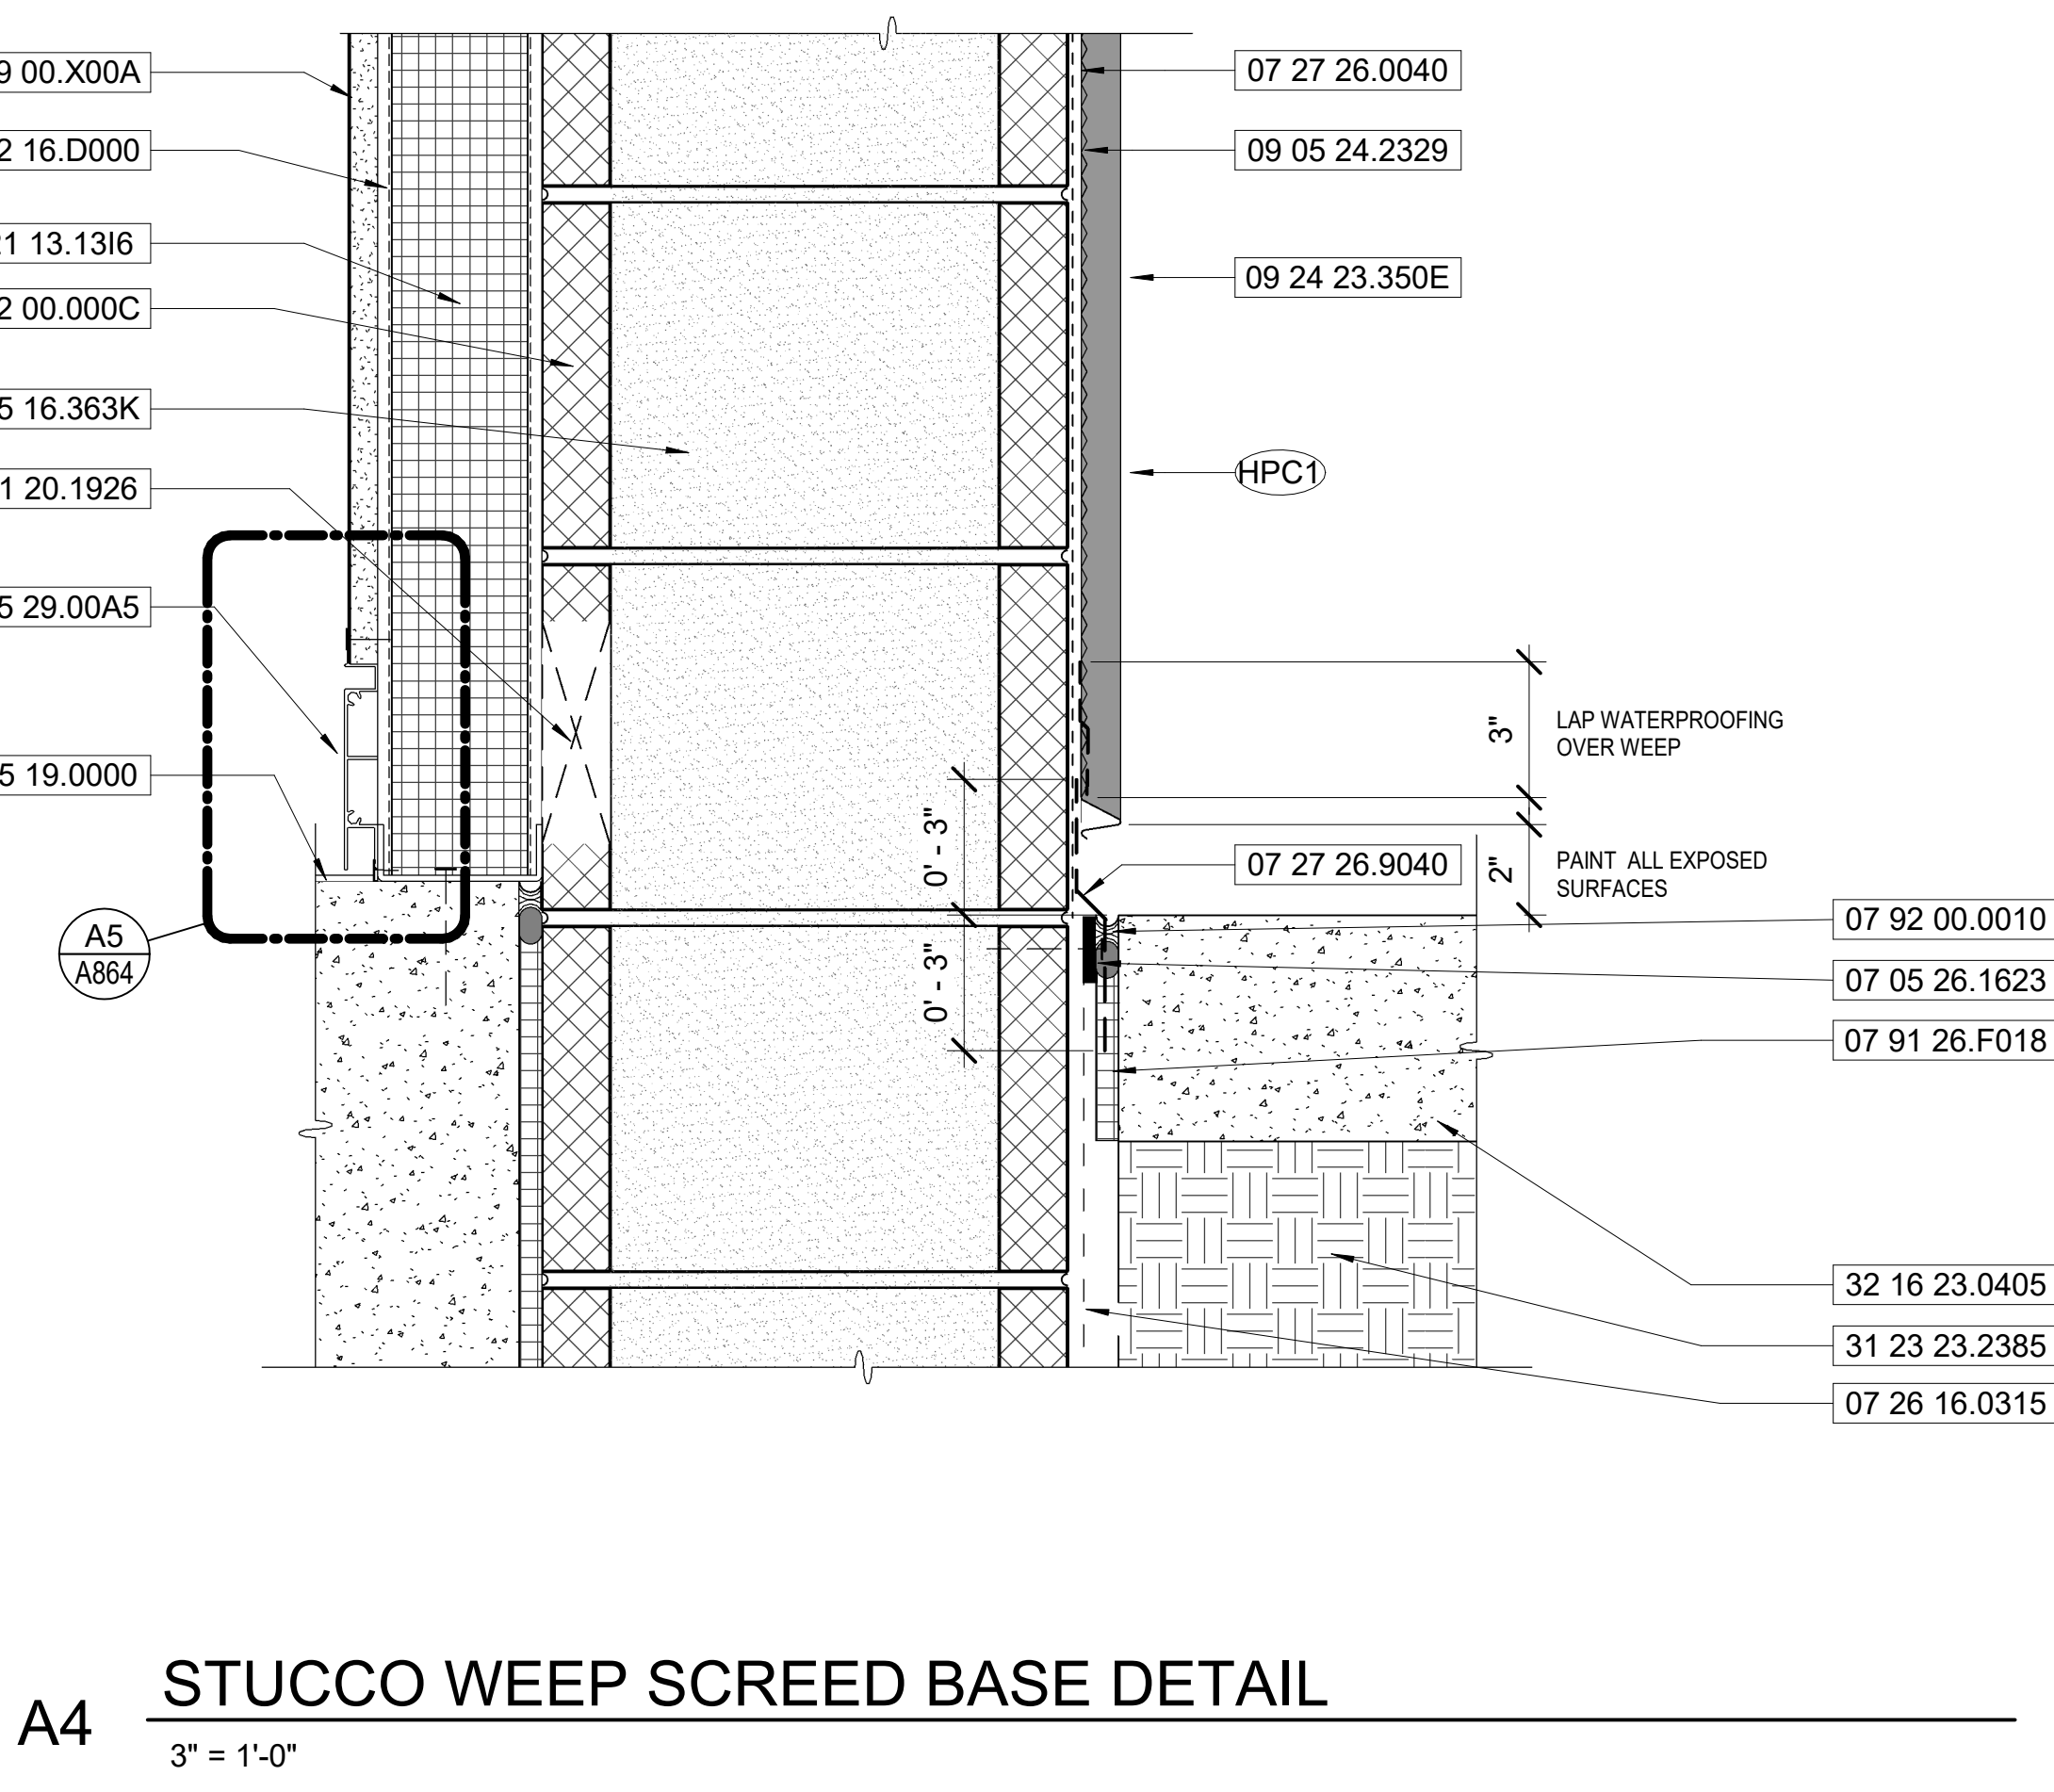 9 00.X00A
2 16.D000
1 13.13I6
2 00.000C
5 16.363K
1 20.1926
5 29.00A5
5 19.0000
A5
A864
07 27 26.0040
09 05 24.2329
09 24 23.350E
HPC1
3"
LAP WATERPROOFING
OVER WEEP
0' - 3"
2"
PAINT ALL EXPOSED
SURFACES
07 27 26.9040
0' - 3"
07 92 00.0010
07 05 26.1623
07 91 26.F018
32 16 23.0405
31 23 23.2385
07 26 16.0315
A4
STUCCO WEEP SCREED BASE DETAIL
3" = 1'-0"